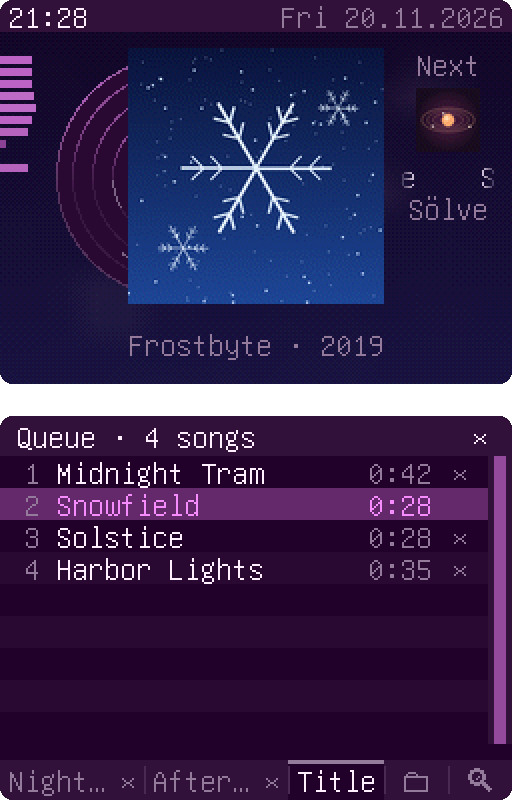 21:28 Fri 20.11.2026
Next
e S
Sölve
Frostbyte · 2019
Queue · 4 songs ×
1 Midnight Tram 0:42 ×
2 Snowfield 0:28
3 Solstice 0:28 ×
4 Harbor Lights 0:35 ×
Night… × After… × Title